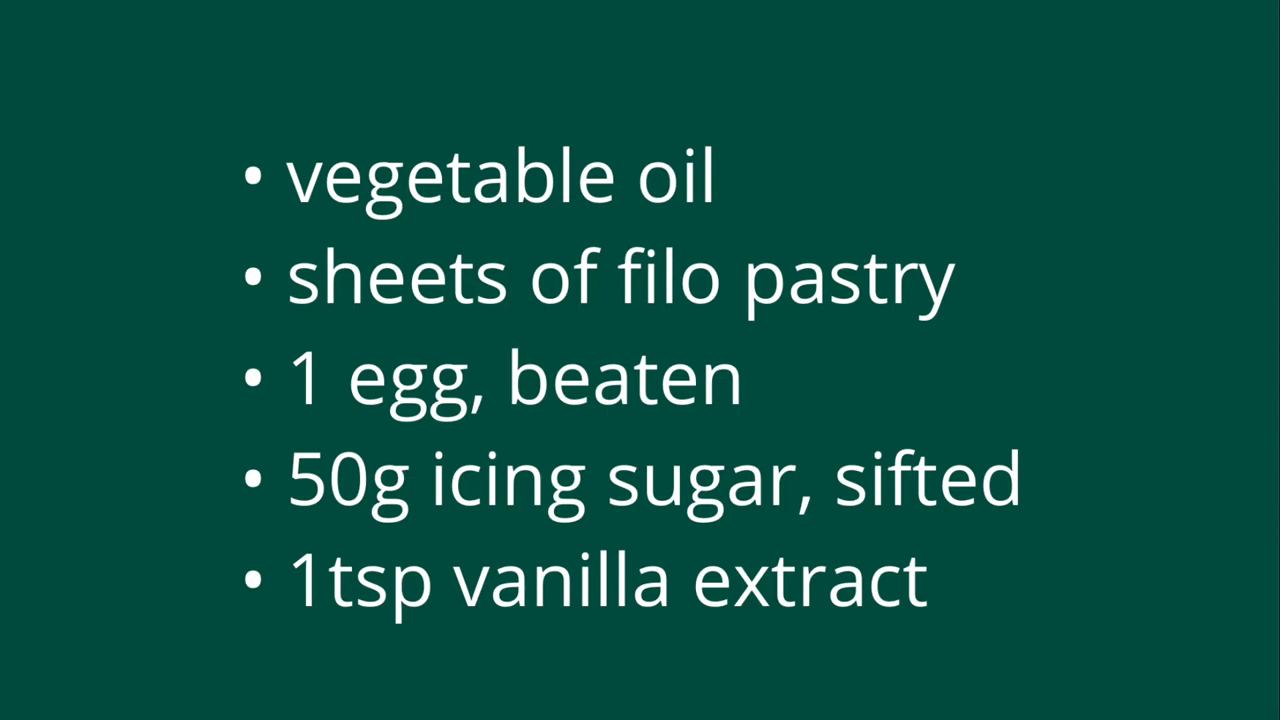 • vegetable oil
• sheets of filo pastry
• 1 egg, beaten
• 50g icing sugar, sifted
• 1tsp vanilla extract